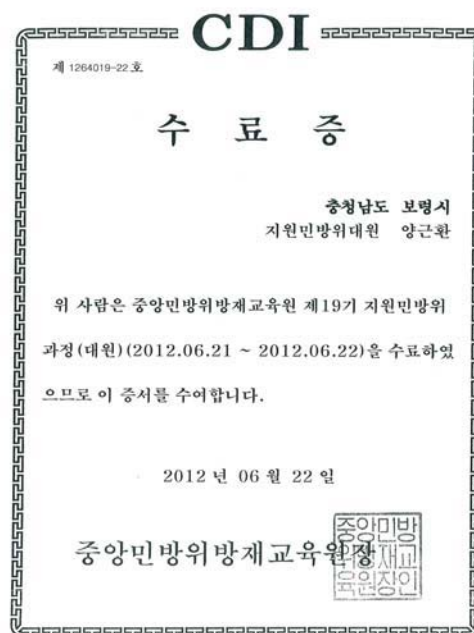 CDI
제 1264019-22 호
수 료 증
충청남도 보령시
지원민방위대원 양근환
위 사람은 중앙민방위방재교육원 제19기 지원민방위
과정(대원)(2012.06.21 ~ 2012.06.22)을 수료하였
으므로 이 증서를 수여합니다.
2012 년 06 월 22 일
중앙민방위방재교육원장
중앙민방
위방재교
육원장인